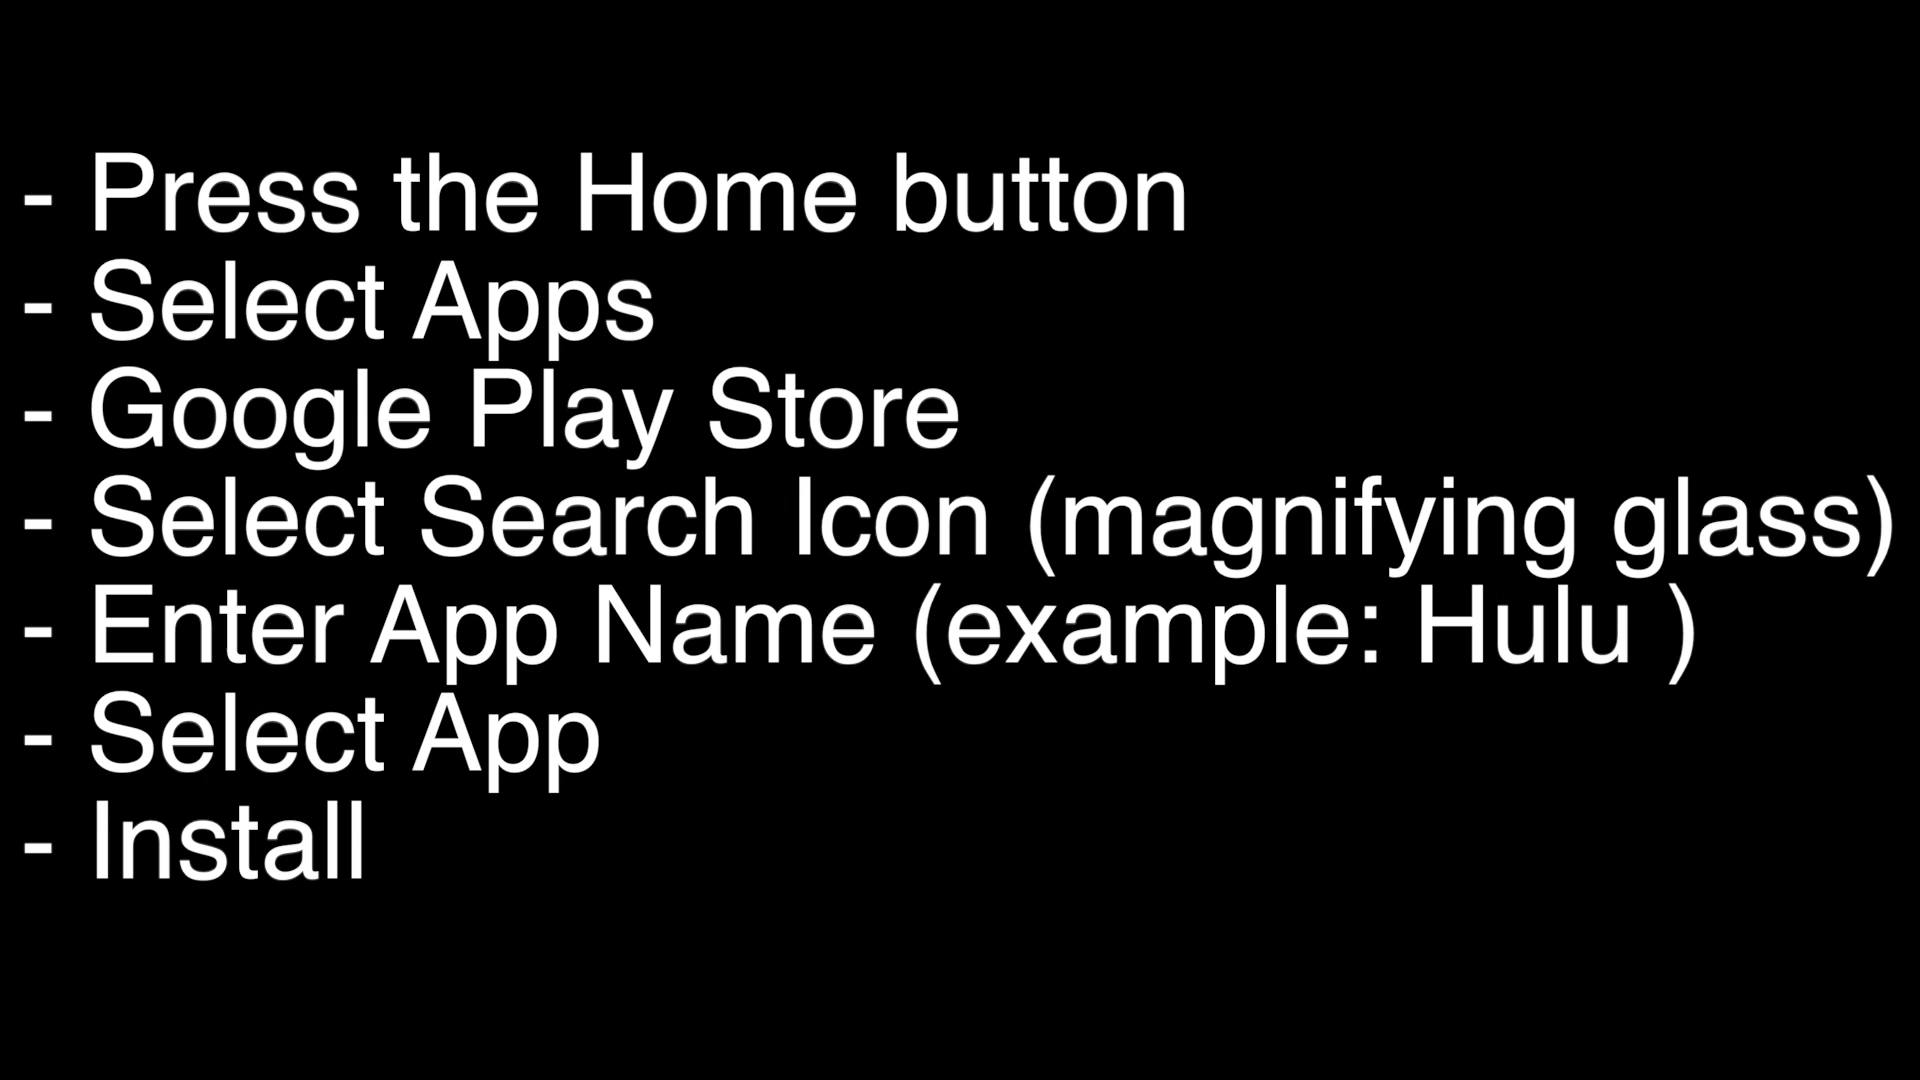 - Press the Home button
- Select Apps
- Google Play Store
- Select Search Icon (magnifying glass)
- Enter App Name (example: Hulu )
- Select App
- Install